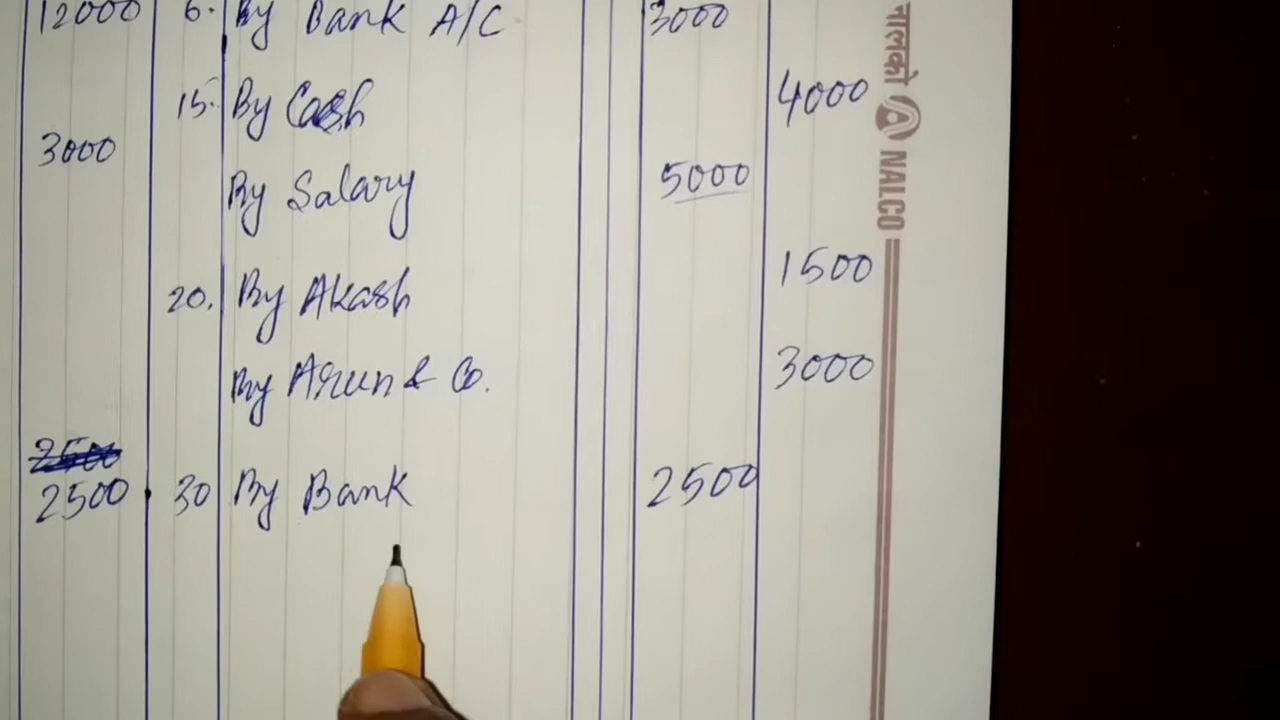 12000 6. By Bank A/C 3000
15. By Cash 4000
3000
By Salary 5000
20. By Akash 1500
By Arun & Co. 3000
2500
2500 30 By Bank 2500
नालको
NALCO